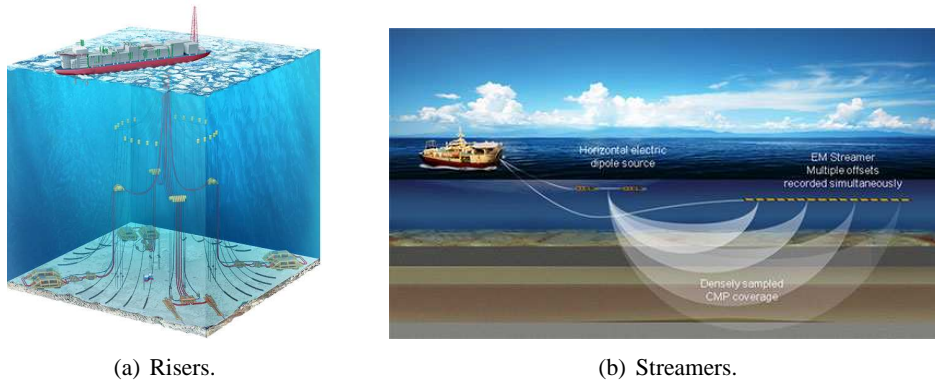 Horizontal electric
dipole source
EM Streamer
Multiple offsets
recorded simultaneously
Densely sampled
CMP coverage
(a) Risers.
(b) Streamers.